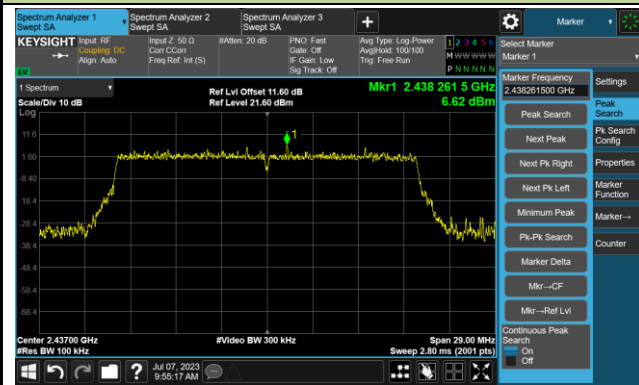 Spectrum Analyzer 1
Swept SA
Spectrum Analyzer 2
Swept SA
Spectrum Analyzer 3
Swept SA
+
Marker
KEYSIGHT
Input: RF
Coupling: DC
Align: Auto
Input Z: 50 Ω
Corr CCorr
Freq Ref: Int (S)
#Atten: 20 dB
PNO: Fast
Gate: Off
IF Gain: Low
Sig Track: Off
Avg Type: Log-Power
Avg|Hold: 100/100
Trig: Free Run
1 2 3 4 5 6
M W W W W W
P N N N N N
Select Marker
Marker 1
1 Spectrum
Scale/Div 10 dB
Log
Ref Lvl Offset 11.60 dB
Ref Level 21.60 dBm
Mkr1 2.438 261 5 GHz
6.62 dBm
1
11.6
1.60
-8.40
-18.4
-28.4
-38.4
-48.4
-58.4
-68.4
Center 2.43700 GHz
#Res BW 100 kHz
#Video BW 300 kHz
Span 29.00 MHz
Sweep 2.80 ms (2001 pts)
Marker Frequency
2.438261500 GHz
Peak Search
Next Peak
Next Pk Right
Next Pk Left
Minimum Peak
Pk-Pk Search
Marker Delta
Mkr→CF
Mkr→Ref Lvl
Continuous Peak
Search
On
Off
Settings
Peak
Search
Pk Search
Config
Properties
Marker
Function
Marker→
Counter
?
Jul 07, 2023
9:55:17 AM